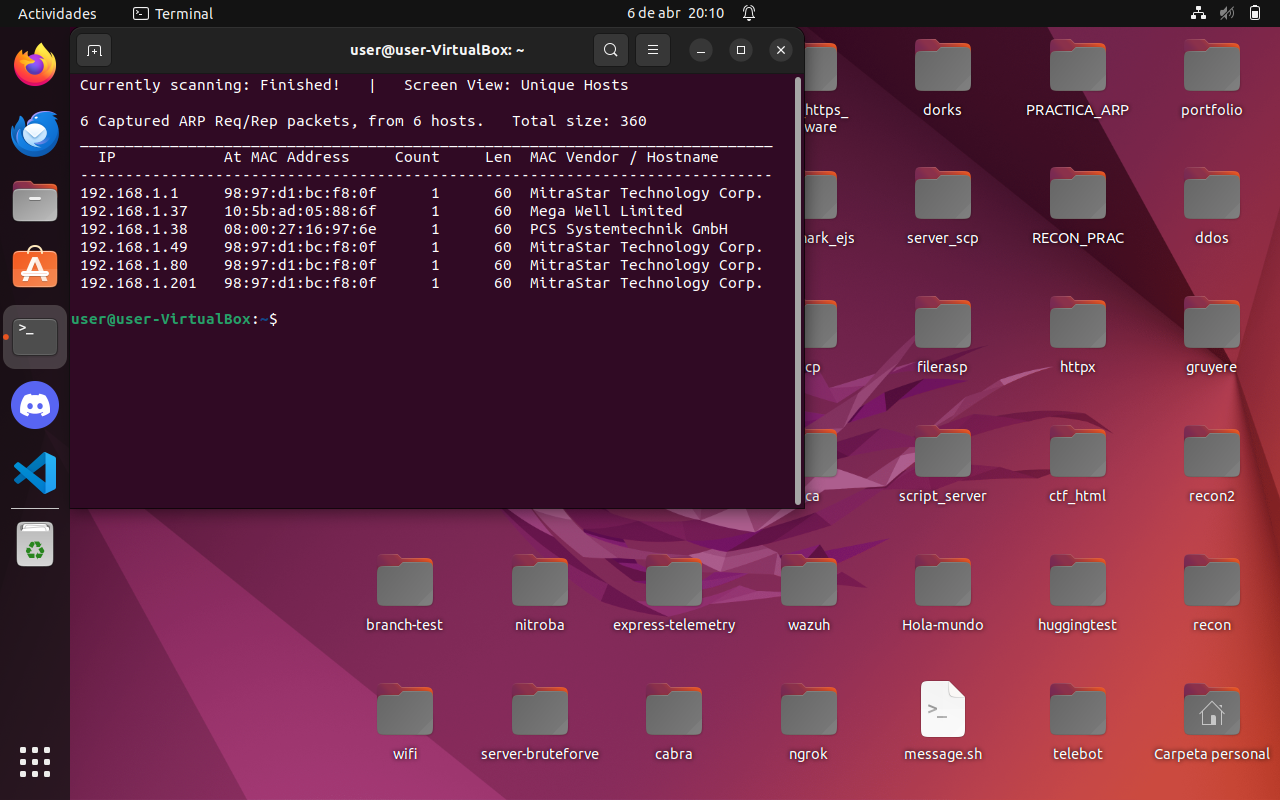 Actividades
Terminal
6 de abr 20:10
user@user-VirtualBox: ~
Currently scanning: Finished! | Screen View: Unique Hosts
6 Captured ARP Req/Rep packets, from 6 hosts. Total size: 360
IP At MAC Address Count Len MAC Vendor / Hostname
192.168.1.1 98:97:d1:bc:f8:0f 1 60 MitraStar Technology Corp.
192.168.1.37 10:5b:ad:05:88:6f 1 60 Mega Well Limited
192.168.1.38 08:00:27:16:97:6e 1 60 PCS Systemtechnik GmbH
192.168.1.49 98:97:d1:bc:f8:0f 1 60 MitraStar Technology Corp.
192.168.1.80 98:97:d1:bc:f8:0f 1 60 MitraStar Technology Corp.
192.168.1.201 98:97:d1:bc:f8:0f 1 60 MitraStar Technology Corp.
user@user-VirtualBox:~$
https_
ware
dorks
PRACTICA_ARP
portfolio
ark_ejs
server_scp
RECON_PRAC
ddos
cp
filerasp
httpx
gruyere
ca
script_server
ctf_html
recon2
branch-test
nitroba
express-telemetry
wazuh
Hola-mundo
huggingtest
recon
wifi
server-bruteforve
cabra
ngrok
message.sh
telebot
Carpeta personal